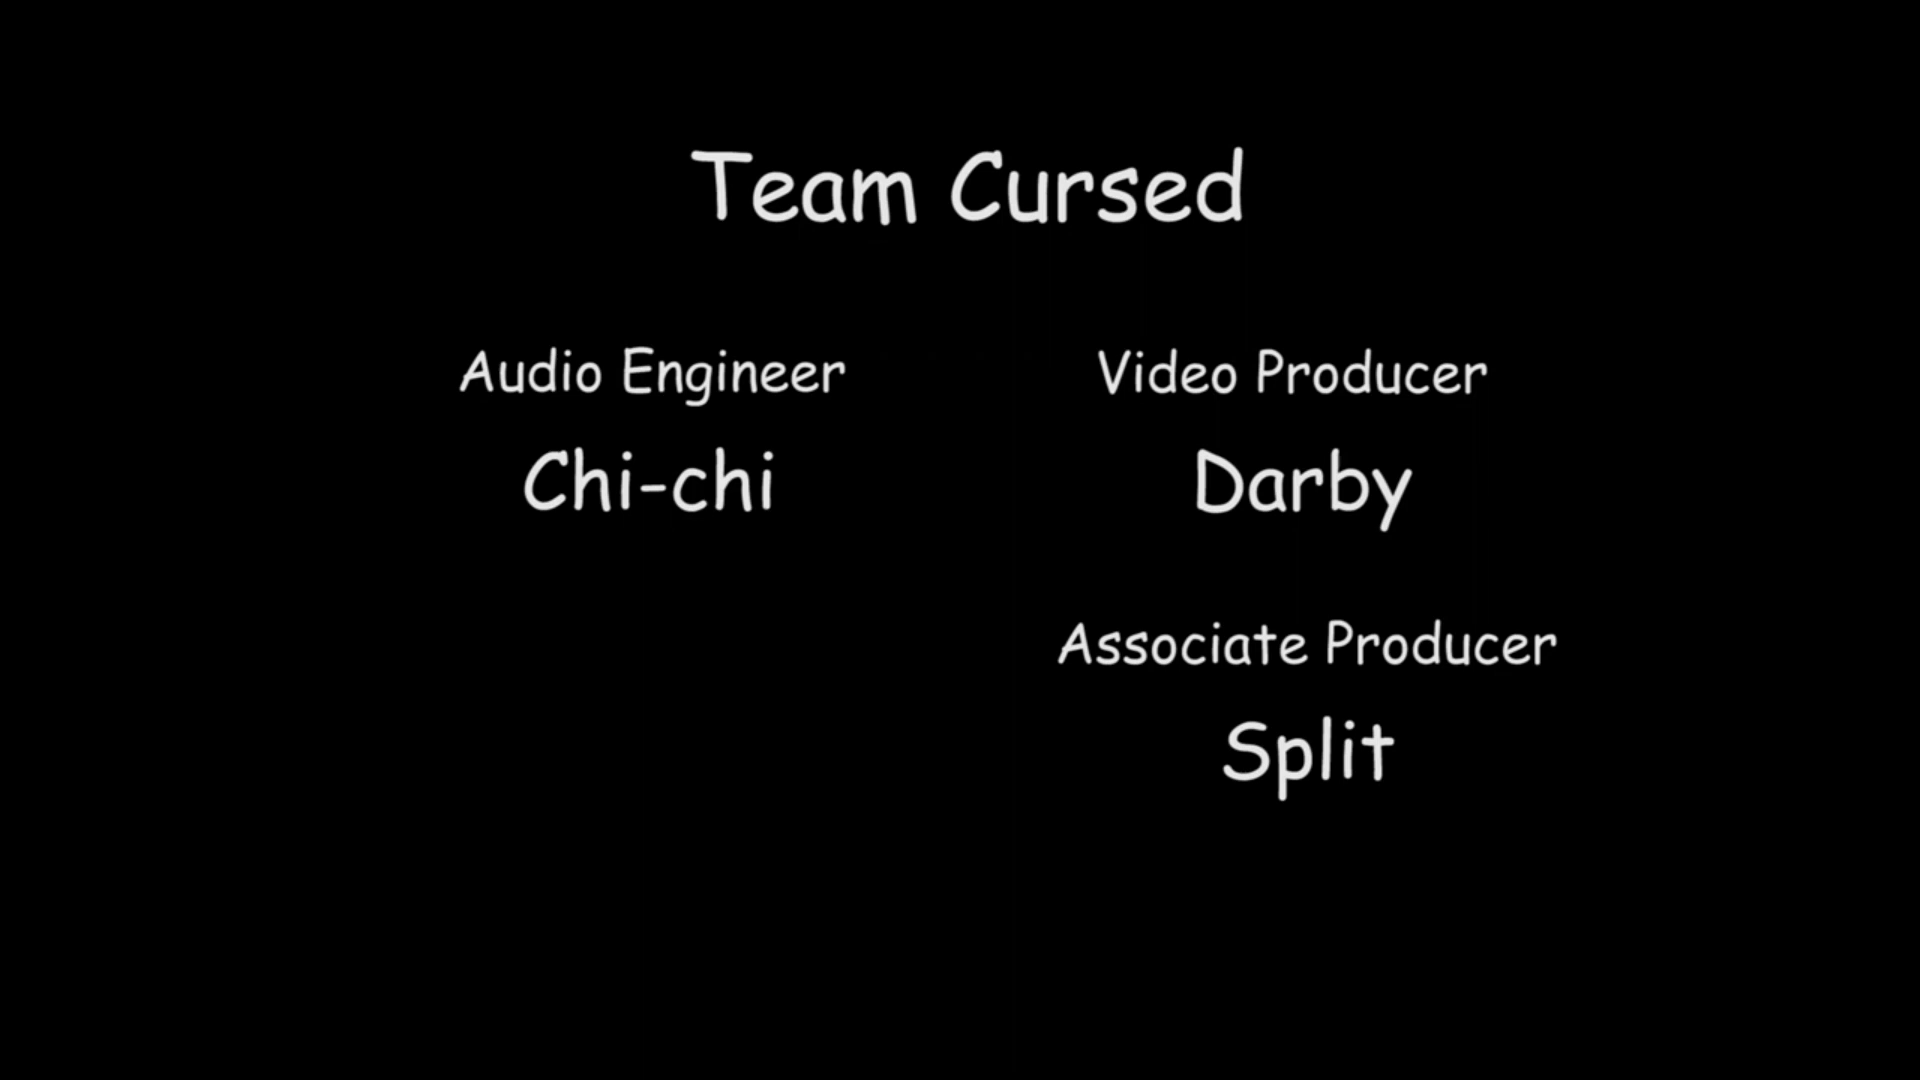 Team Cursed
Audio Engineer
Chi-chi
Video Producer
Darby
Associate Producer
Split